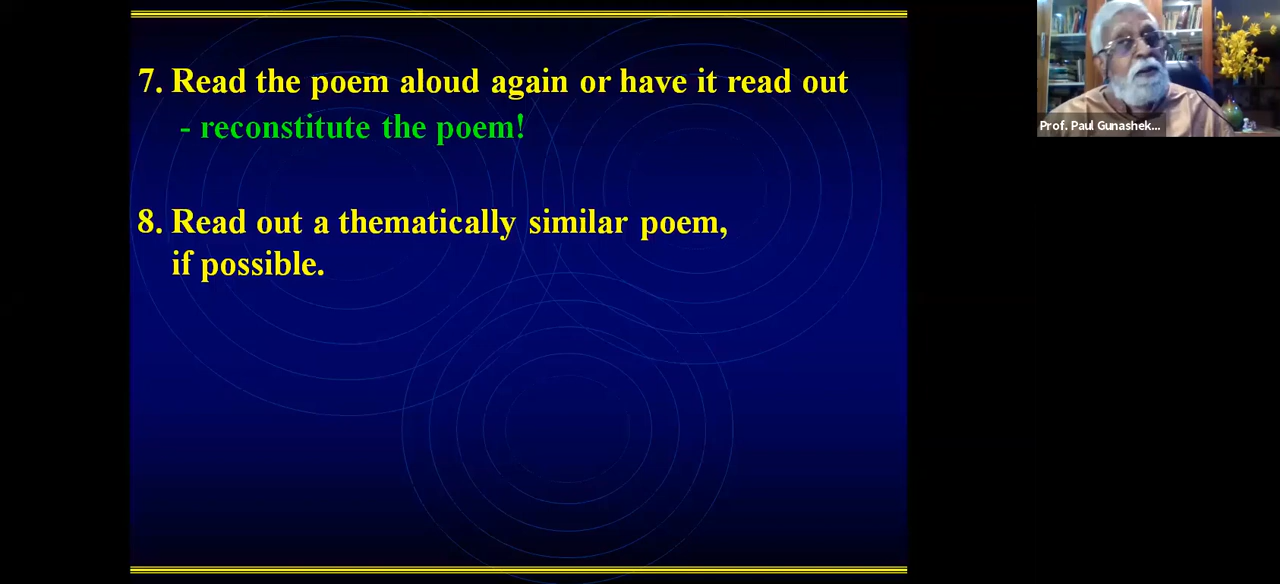 7. Read the poem aloud again or have it read out
- reconstitute the poem!
8. Read out a thematically similar poem,
if possible.
Prof. Paul Gunashek...